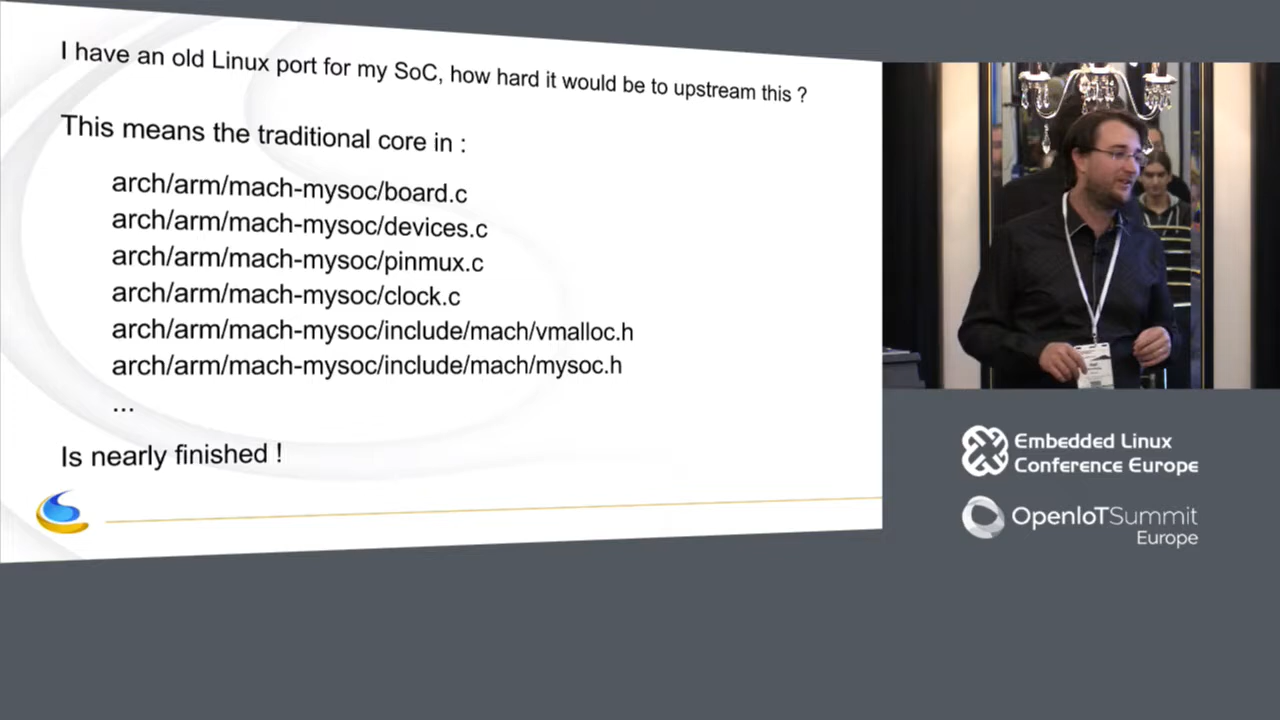 I have an old Linux port for my SoC, how hard it would be to upstream this ?
This means the traditional core in :
arch/arm/mach-mysoc/board.c
arch/arm/mach-mysoc/devices.c
arch/arm/mach-mysoc/pinmux.c
arch/arm/mach-mysoc/clock.c
arch/arm/mach-mysoc/include/mach/vmalloc.h
arch/arm/mach-mysoc/include/mach/mysoc.h
...
Is nearly finished !
Embedded Linux
Conference Europe
OpenIoTSummit
Europe